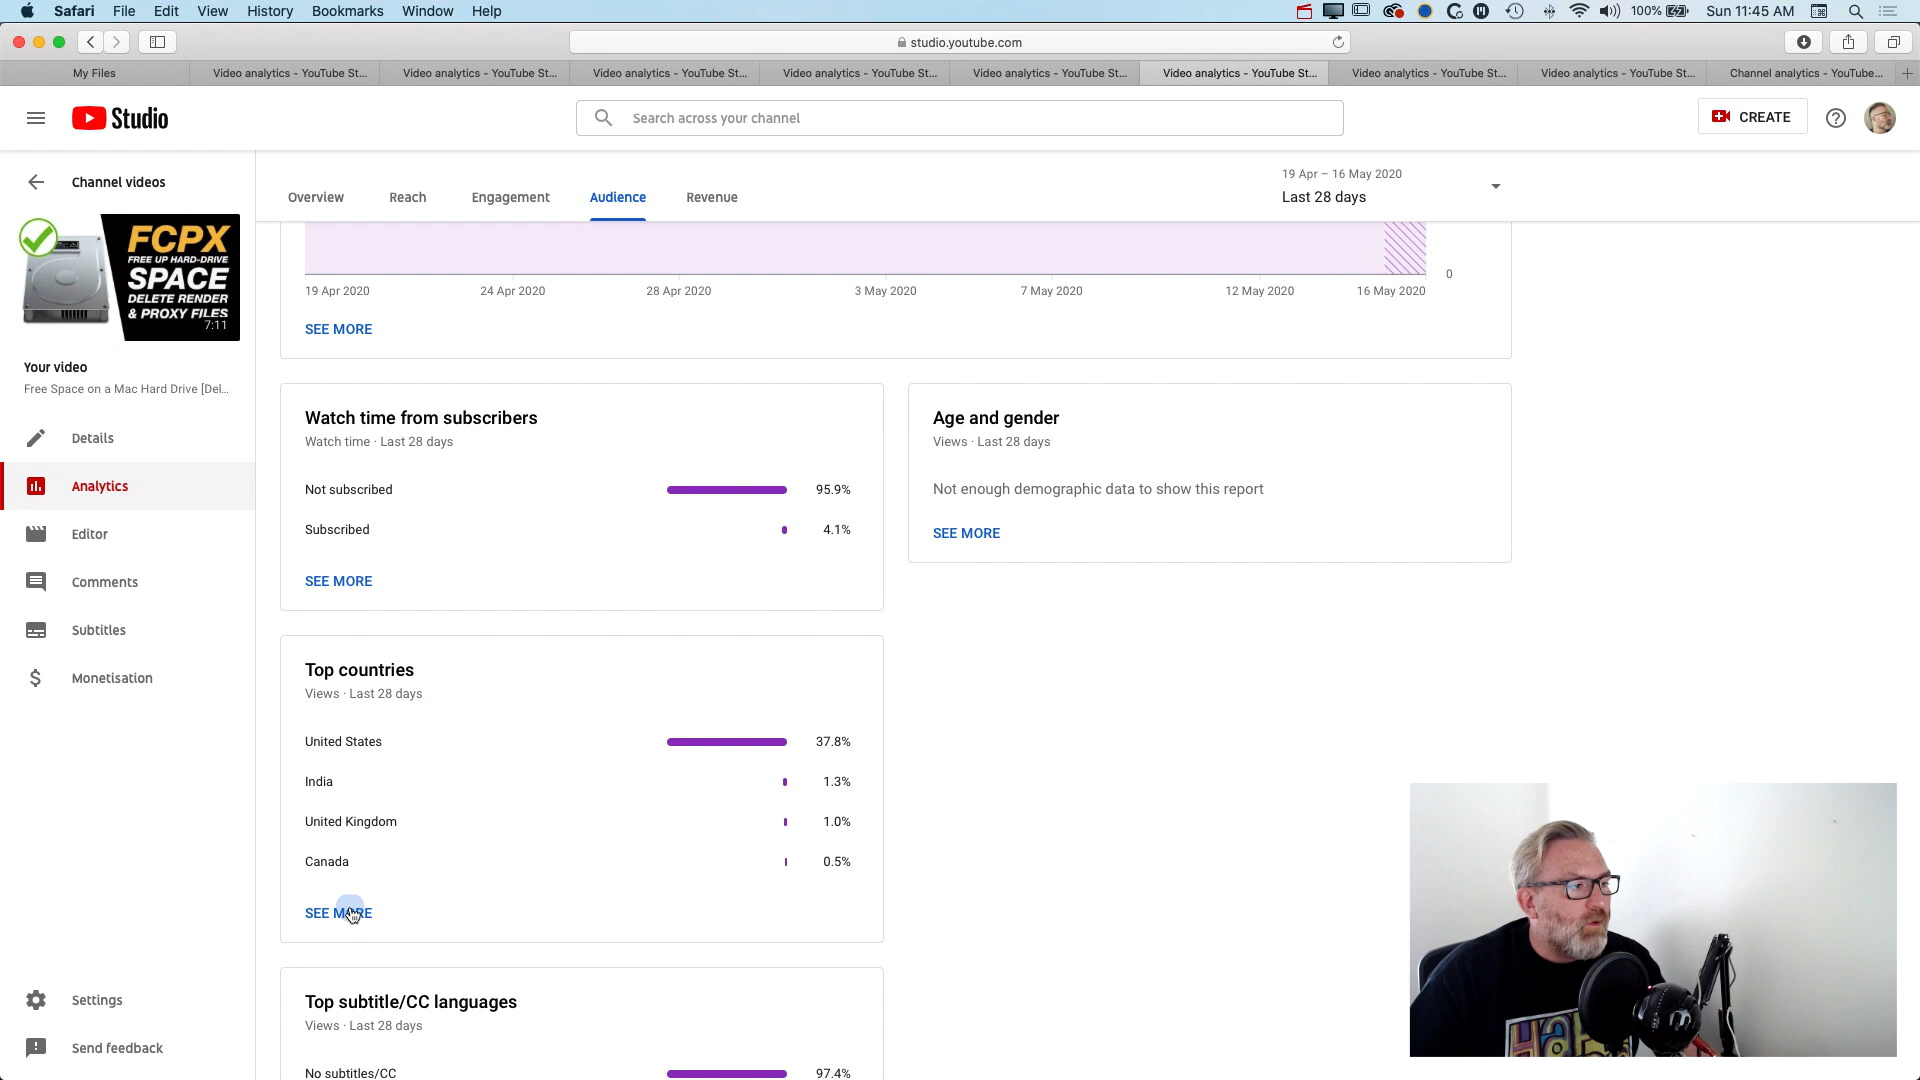 Safari File Edit View History Bookmarks Window Help
100% Sun 11:45 AM
studio.youtube.com
My Files
Video analytics - YouTube St...
Video analytics - YouTube St...
Video analytics - YouTube St...
Video analytics - YouTube St...
Video analytics - YouTube St...
Video analytics - YouTube St...
Video analytics - YouTube St...
Video analytics - YouTube St...
Channel analytics - YouTube...
Studio
Search across your channel
CREATE
Channel videos
FCPX
FREE UP HARD-DRIVE
SPACE
DELETE RENDER
& PROXY FILES
7:11
Your video
Free Space on a Mac Hard Drive [Del...
Details
Analytics
Editor
Comments
Subtitles
Monetisation
Settings
Send feedback
Overview Reach Engagement Audience Revenue
19 Apr – 16 May 2020
Last 28 days
0
19 Apr 2020 24 Apr 2020 28 Apr 2020 3 May 2020 7 May 2020 12 May 2020 16 May 2020
SEE MORE
Watch time from subscribers
Watch time · Last 28 days
Not subscribed 95.9%
Subscribed 4.1%
SEE MORE
Age and gender
Views · Last 28 days
Not enough demographic data to show this report
SEE MORE
Top countries
Views · Last 28 days
United States 37.8%
India 1.3%
United Kingdom 1.0%
Canada 0.5%
SEE MORE
Top subtitle/CC languages
Views · Last 28 days
No subtitles/CC 97.4%